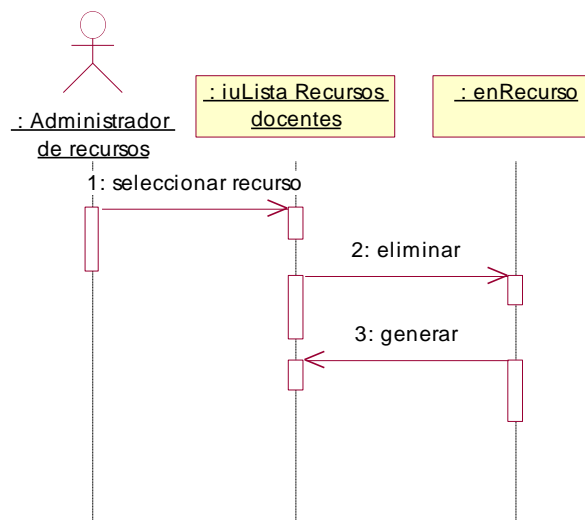 : Administrador
de recursos
: iuLista Recursos
docentes
: enRecurso
1: seleccionar recurso
2: eliminar
3: generar